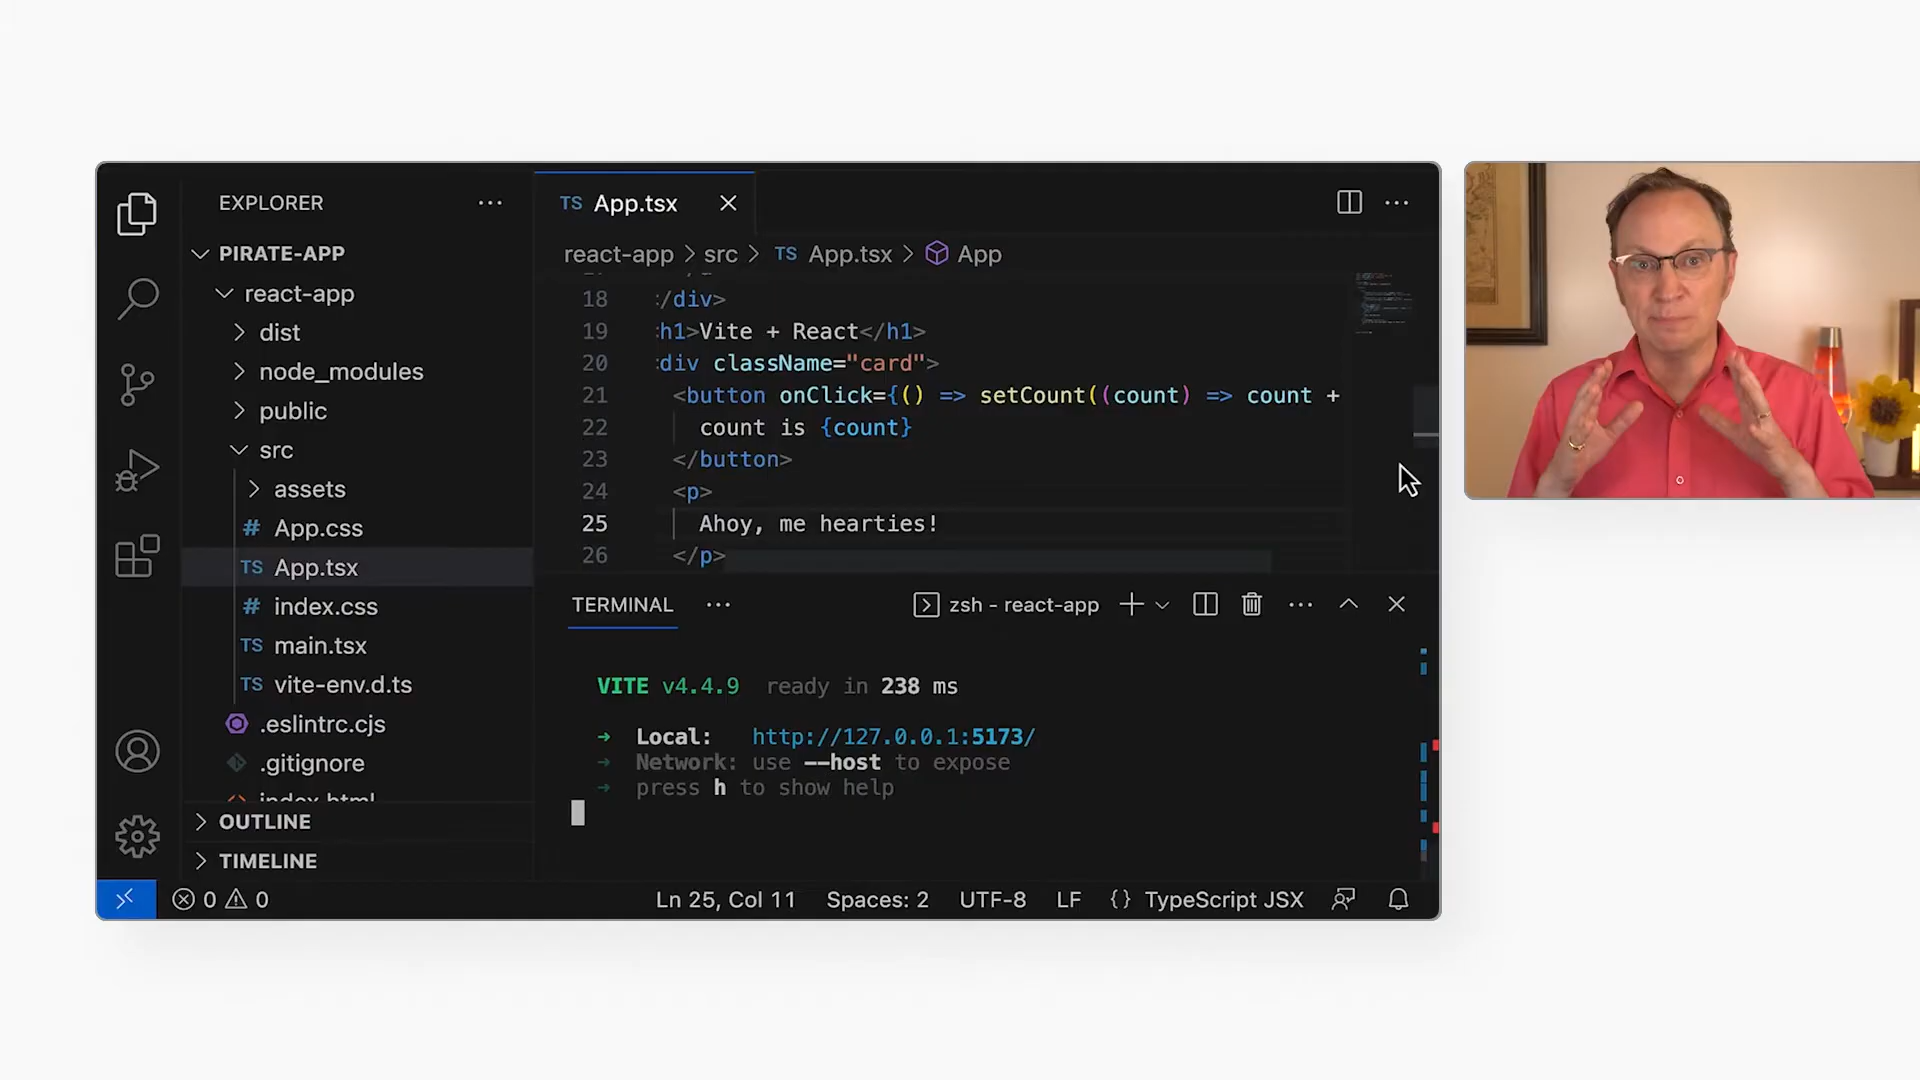 EXPLORER
PIRATE-APP
react-app
dist
node_modules
public
src
assets
# App.css
TS App.tsx
# index.css
TS main.tsx
TS vite-env.d.ts
.eslintrc.cjs
.gitignore
index.html
OUTLINE
TIMELINE
TS App.tsx
react-app > src > TS App.tsx > App
18 /div>
19 h1>Vite + React</h1>
20 div className="card">
21 <button onClick={() => setCount((count) => count +
22 count is {count}
23 </button>
24 <p>
25 Ahoy, me hearties!
26 </p>
TERMINAL
zsh - react-app
VITE v4.4.9 ready in 238 ms
➜ Local: http://127.0.0.1:5173/
➜ Network: use --host to expose
➜ press h to show help
0 0
Ln 25, Col 11 Spaces: 2 UTF-8 LF {} TypeScript JSX